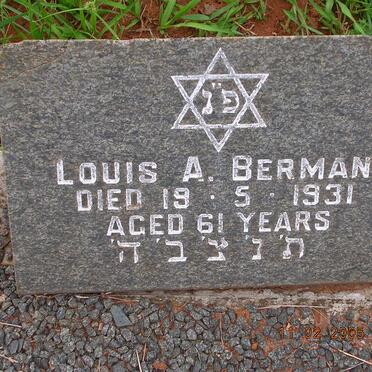 פ"נ
LOUIS A. BERMAN
DIED 19 · 5 · 1931
AGED 61 YEARS
ת' נ' צ' ב' ה'
11 02 2005